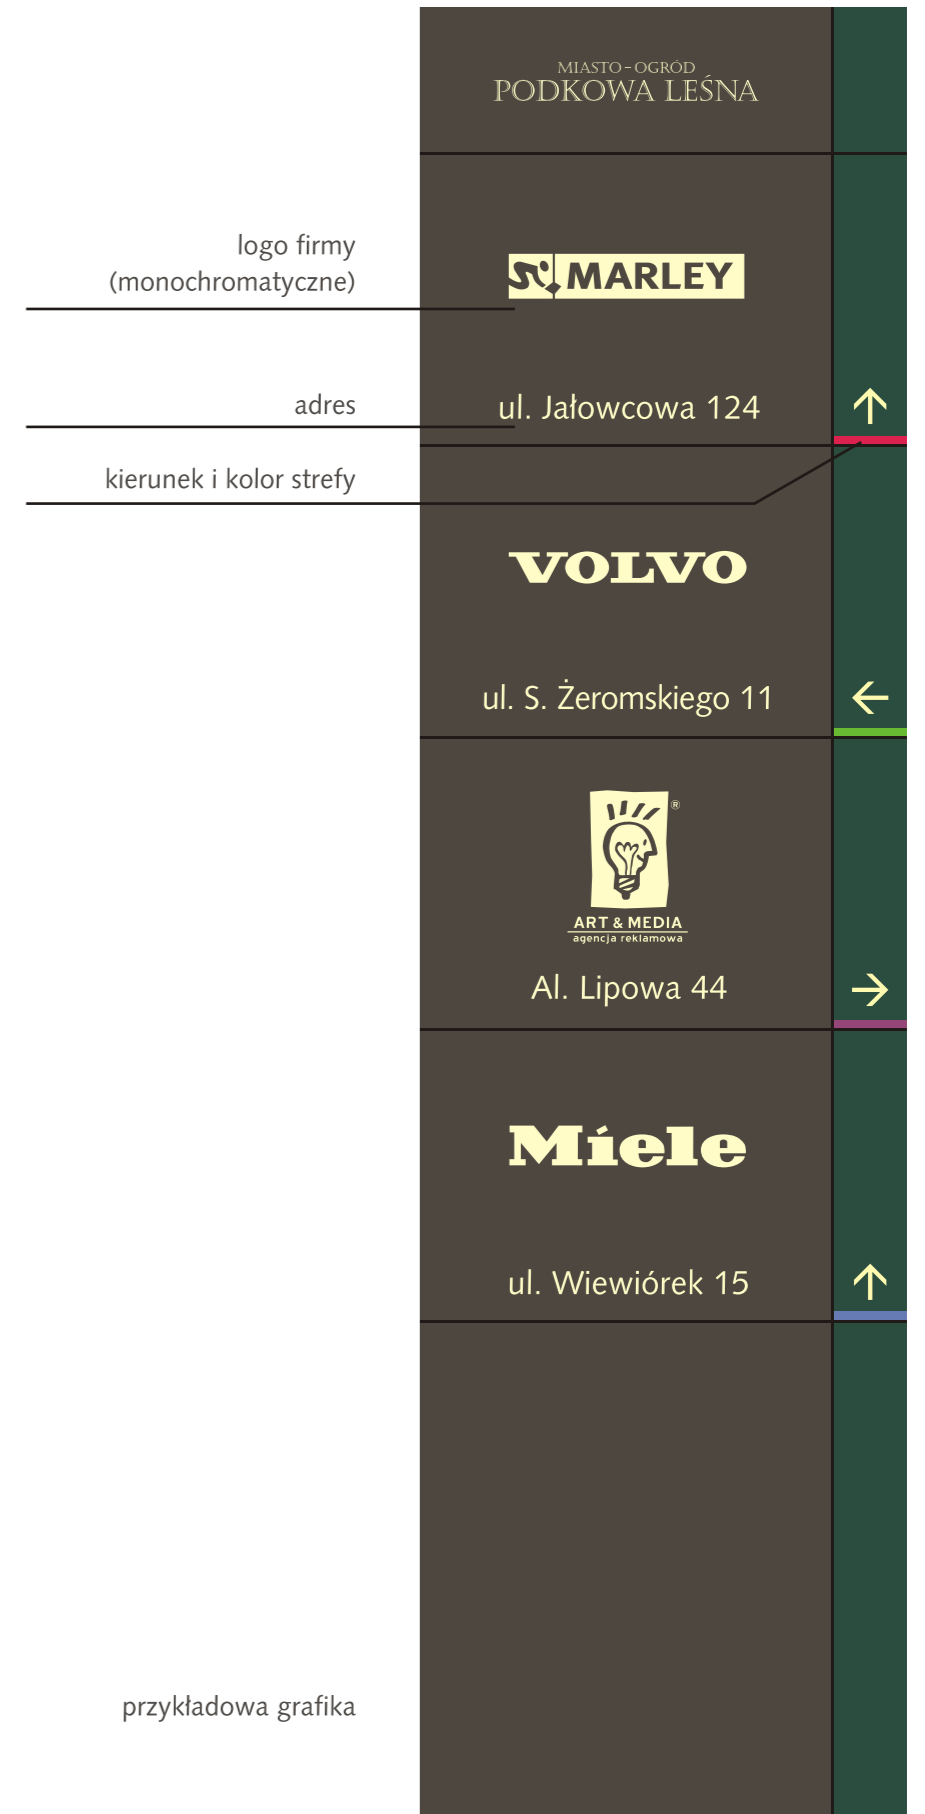 MIASTO-OGRÓD
PODKOWA LEŚNA
logo firmy
(monochromatyczne)
MARLEY
adres
ul. Jałowcowa 124
kierunek i kolor strefy
VOLVO
ul. S. Żeromskiego 11
®
ART & MEDIA
agencja reklamowa
Al. Lipowa 44
Miele
ul. Wiewiórek 15
przykładowa grafika